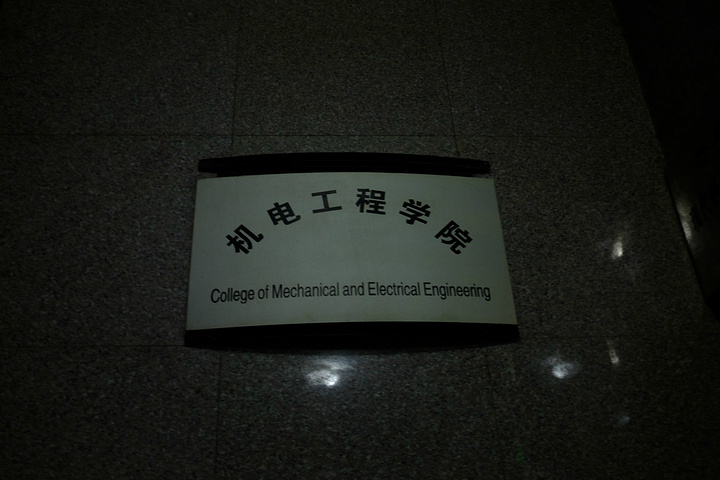 机电工程学院
College of Mechanical and Electrical Engineering